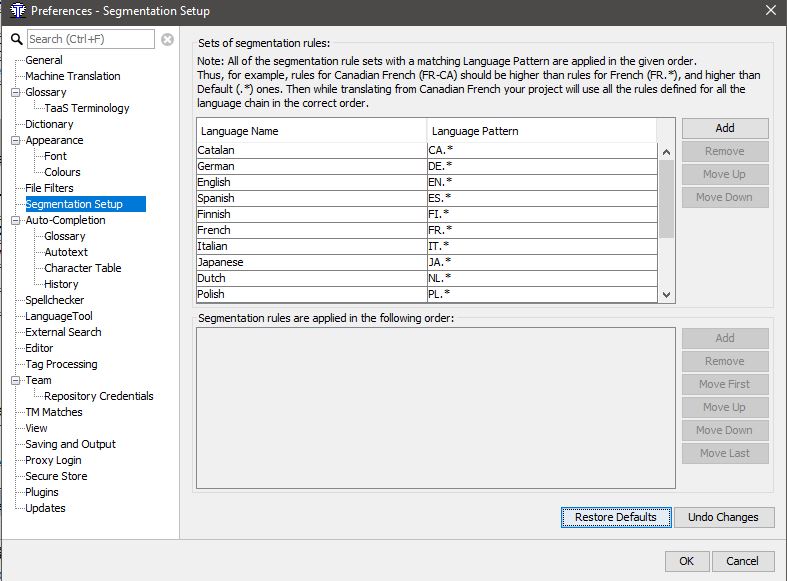 Preferences - Segmentation Setup
Search (Ctrl+F)
General
Machine Translation
Glossary
TaaS Terminology
Dictionary
Appearance
Font
Colours
File Filters
Segmentation Setup
Auto-Completion
Glossary
Autotext
Character Table
History
Spellchecker
LanguageTool
External Search
Editor
Tag Processing
Team
Repository Credentials
TM Matches
View
Saving and Output
Proxy Login
Secure Store
Plugins
Updates
Sets of segmentation rules:
Note: All of the segmentation rule sets with a matching Language Pattern are applied in the given order.
Thus, for example, rules for Canadian French (FR-CA) should be higher than rules for French (FR.*), and higher than
Default (.*) ones. Then while translating from Canadian French your project will use all the rules defined for all the
language chain in the correct order.
Language Name Language Pattern
Catalan CA.*
German DE.*
English EN.*
Spanish ES.*
Finnish FI.*
French FR.*
Italian IT.*
Japanese JA.*
Dutch NL.*
Polish PL.*
Add
Remove
Move Up
Move Down
Segmentation rules are applied in the following order:
Add
Remove
Move First
Move Up
Move Down
Move Last
Restore Defaults Undo Changes
OK Cancel